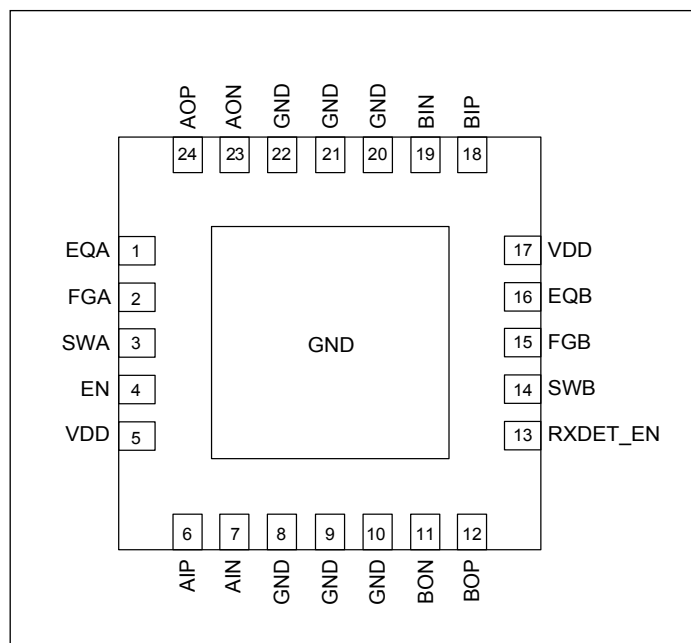 AOP AON GND GND GND BIN BIP
24 23 22 21 20 19 18
EQA 1 17 VDD
FGA 2 16 EQB
SWA 3 GND 15 FGB
EN 4 14 SWB
VDD 5 13 RXDET_EN
6 7 8 9 10 11 12
AIP AIN GND GND GND BON BOP